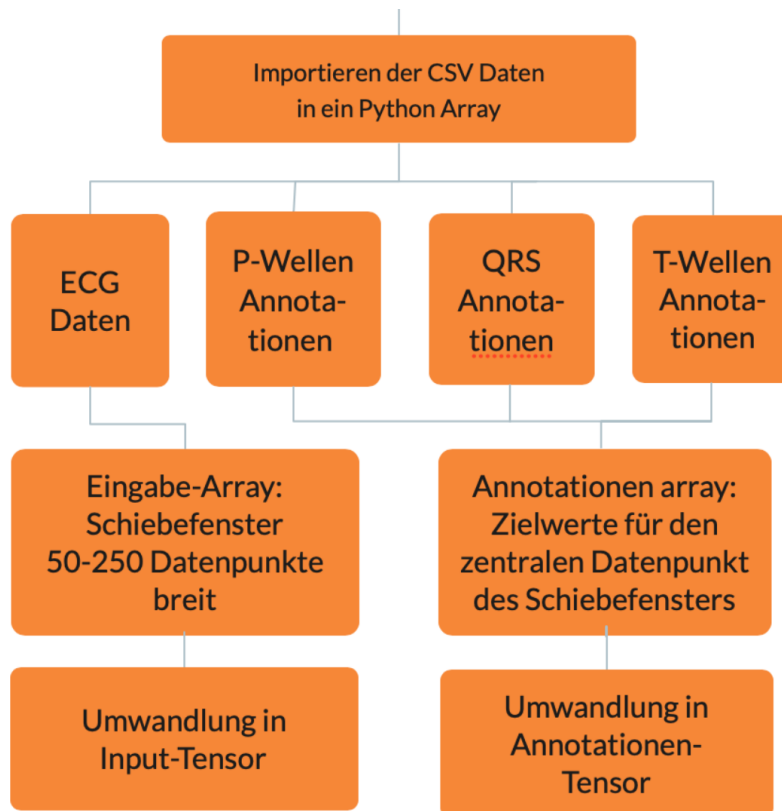 Importieren der CSV Daten
in ein Python Array
ECG
Daten
P-Wellen
Annota-
tionen
QRS
Annota-
tionen
T-Wellen
Annota-
tionen
Eingabe-Array:
Schiebefenster
50-250 Datenpunkte
breit
Annotationen array:
Zielwerte für den
zentralen Datenpunkt
des Schiebefensters
Umwandlung in
Input-Tensor
Umwandlung in
Annotationen-
Tensor